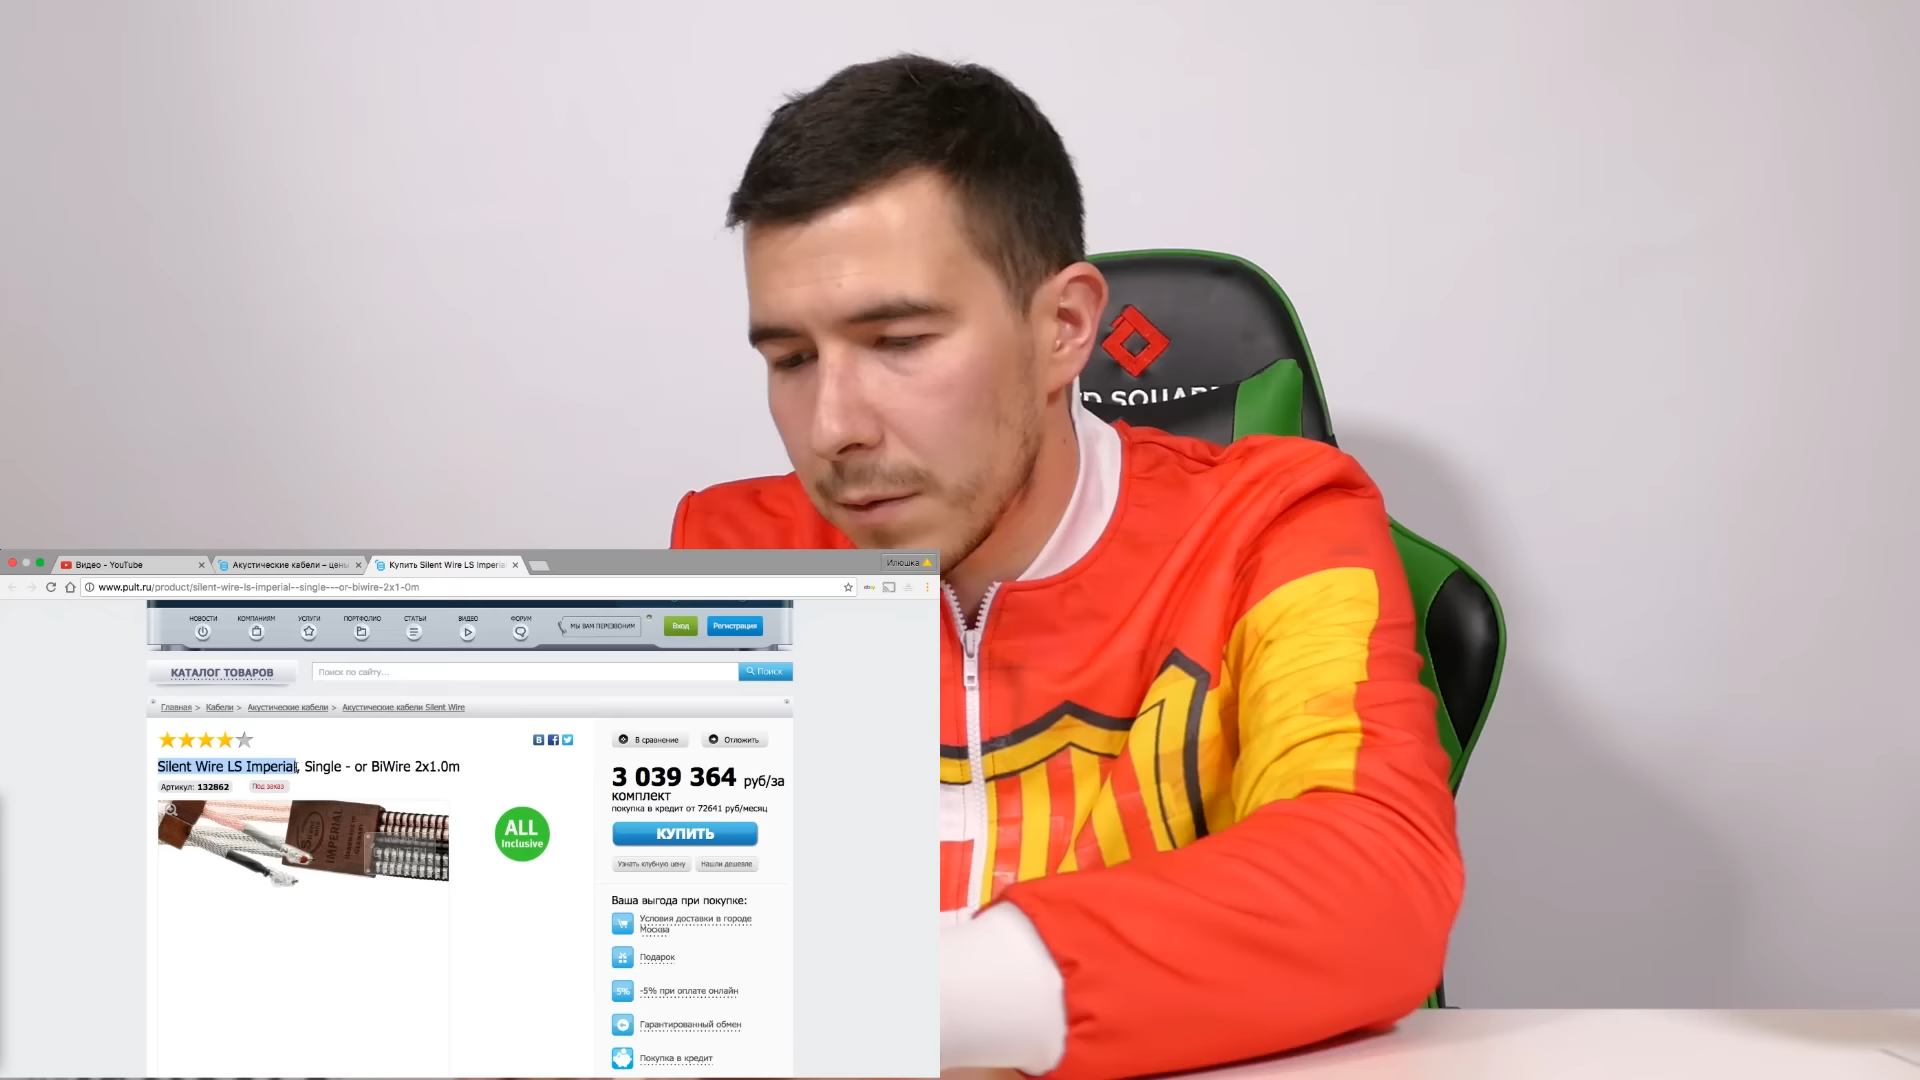 D SQUAR
Видео - YouTube
Акустические кабели – цены
Купить Silent Wire LS Imperia
Илюшка
www.pult.ru/product/silent-wire-ls-imperial--single---or-biwire-2x1-0m
ebay
НОВОСТИ
КОМПАНИЯМ
УСЛУГИ
ПОРТФОЛИО
СТАТЬИ
ВИДЕО
ФОРУМ
МЫ ВАМ ПЕРЕЗВОНИМ
Вход
Регистрация
КАТАЛОГ ТОВАРОВ
Поиск по сайту...
Поиск
Главная > Кабели > Акустические кабели > Акустические кабели Silent Wire
В сравнение
Отложить
Silent Wire LS Imperial, Single - or BiWire 2x1.0m
Артикул: 132862
Под заказ
IMPERIAL
ALL
Inclusive
3 039 364 руб/за
комплект
покупка в кредит от 72641 руб/месяц
КУПИТЬ
Узнать клубную цену
Нашли дешевле
Ваша выгода при покупке:
Условия доставки в городе
Москва
Подарок
5%
-5% при оплате онлайн
Гарантированный обмен
Покупка в кредит